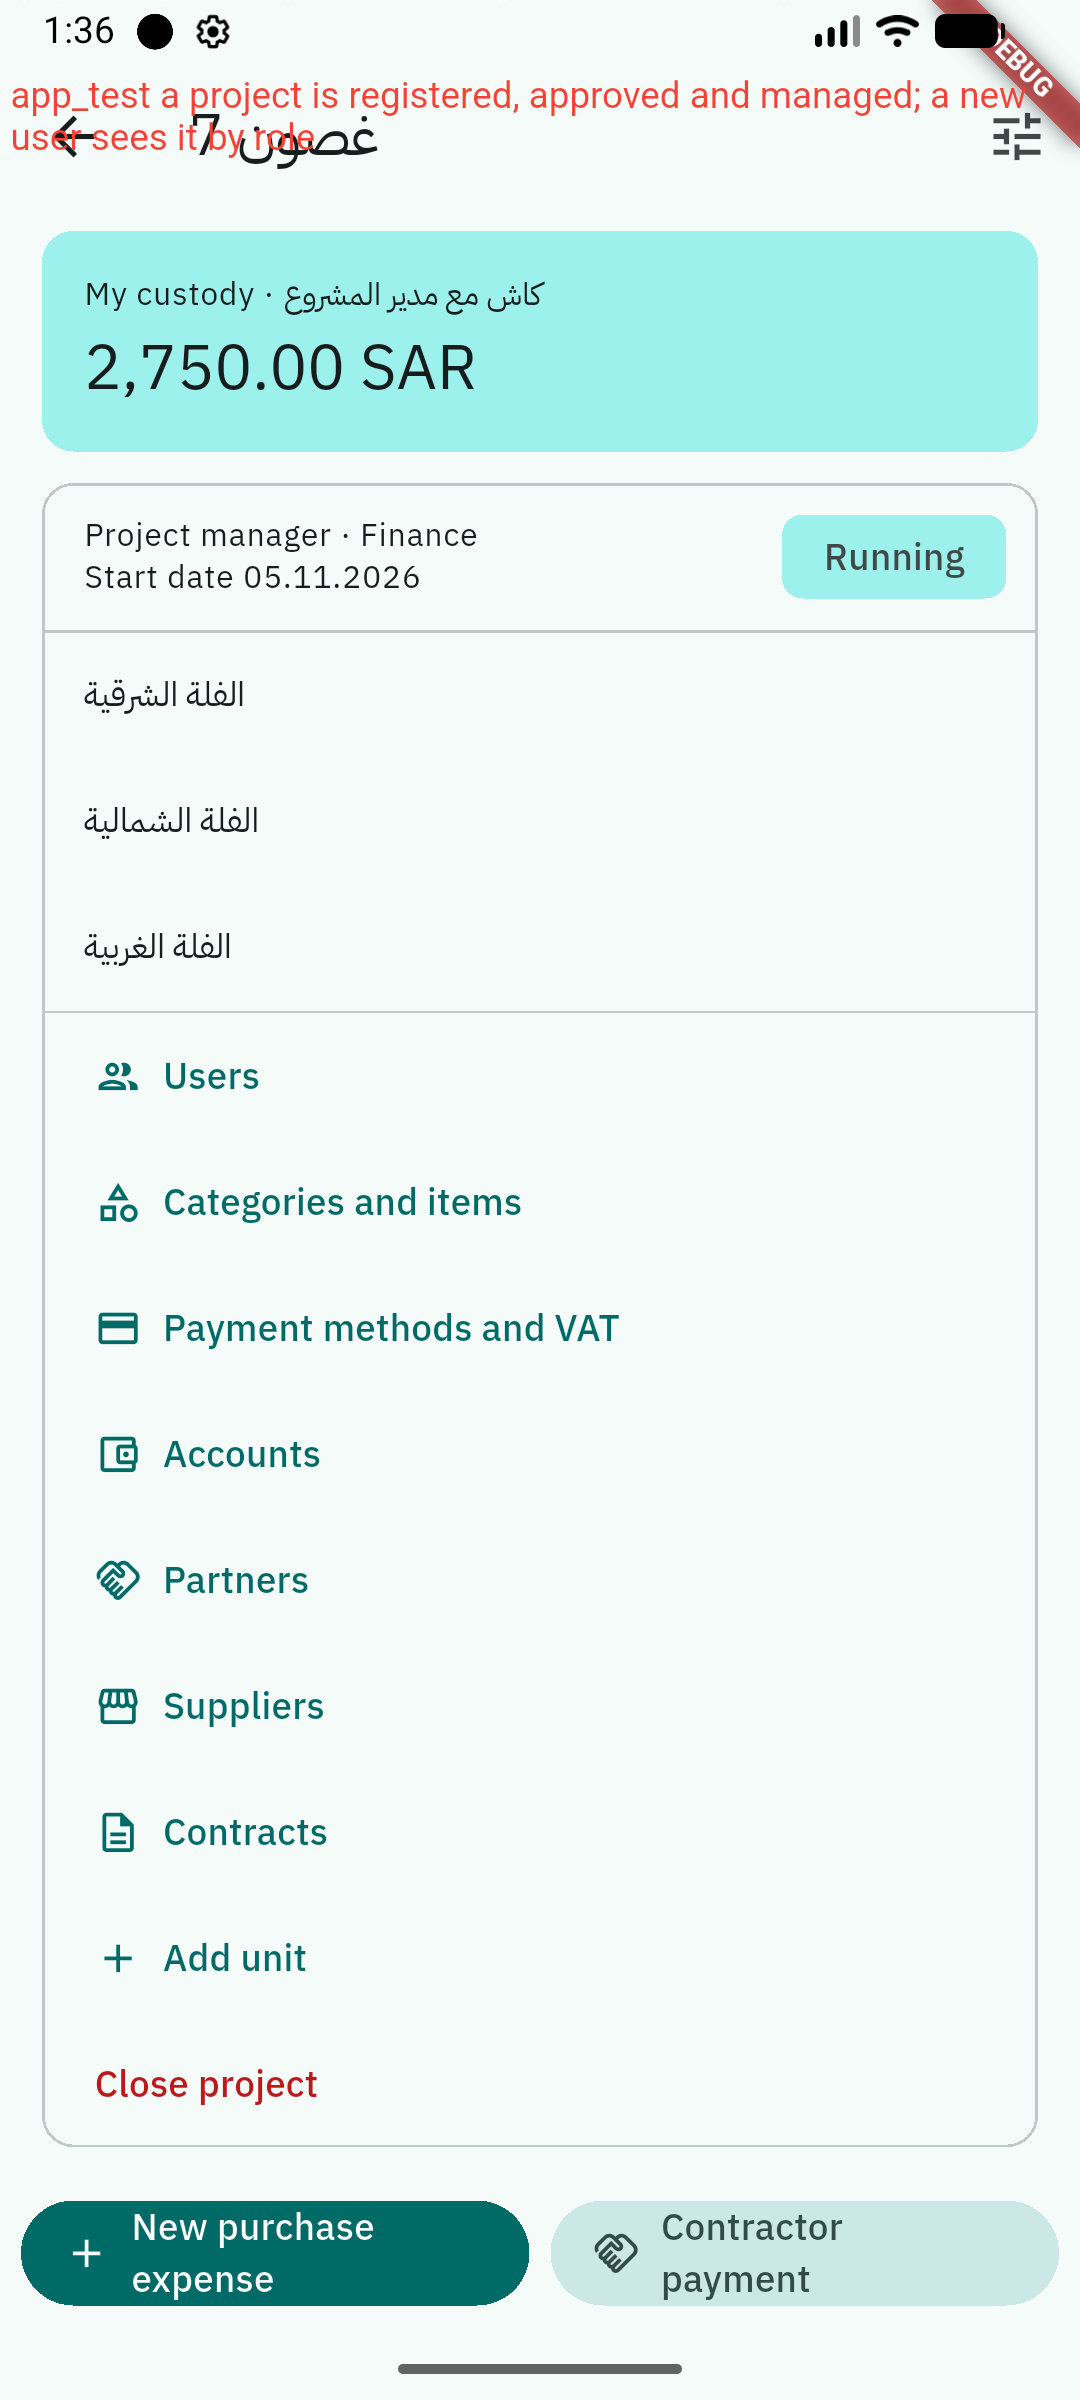 1:36
DEBUG
app_test a project is registered, approved and managed; a new
user sees it by role
غصون 7
My custody · كاش مع مدير المشروع
2,750.00 SAR
Project manager · Finance
Start date 05.11.2026
Running
الفلة الشرقية
الفلة الشمالية
الفلة الغربية
Users
Categories and items
Payment methods and VAT
Accounts
Partners
Suppliers
Contracts
Add unit
Close project
New purchase
expense
Contractor
payment